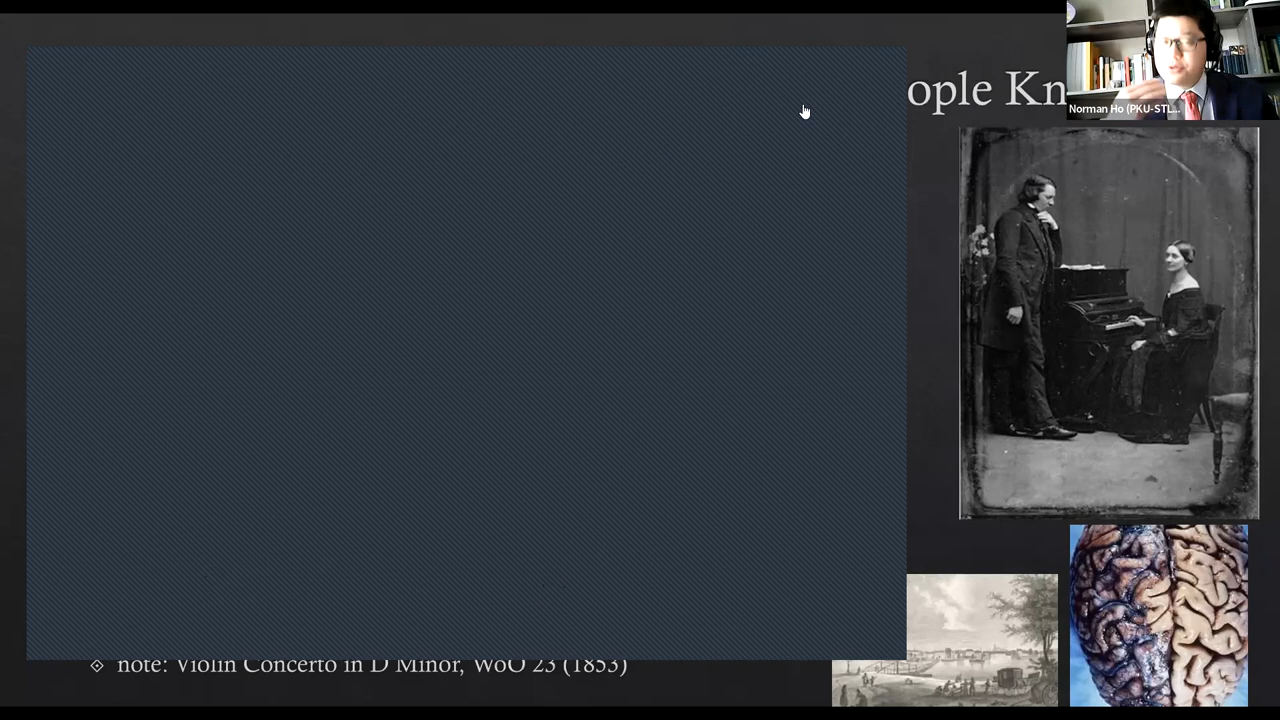 ople Kn
Norman Ho (PKU-STL...
note: Violin Concerto in D Minor, WoO 23 (1853)